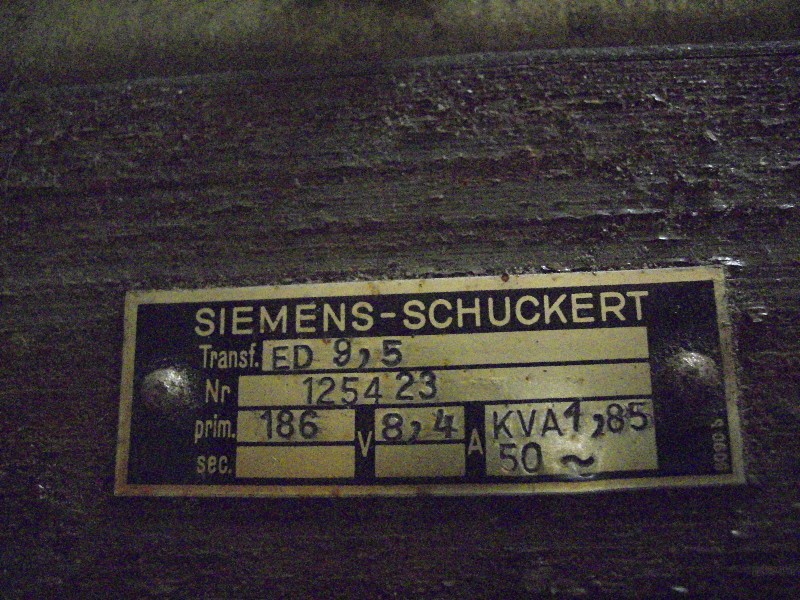 SIEMENS-SCHUCKERT
Transf. ED 9,5
Nr 125423
prim. 186 V 8,4 A KVA 1,85
sec. 50 ~